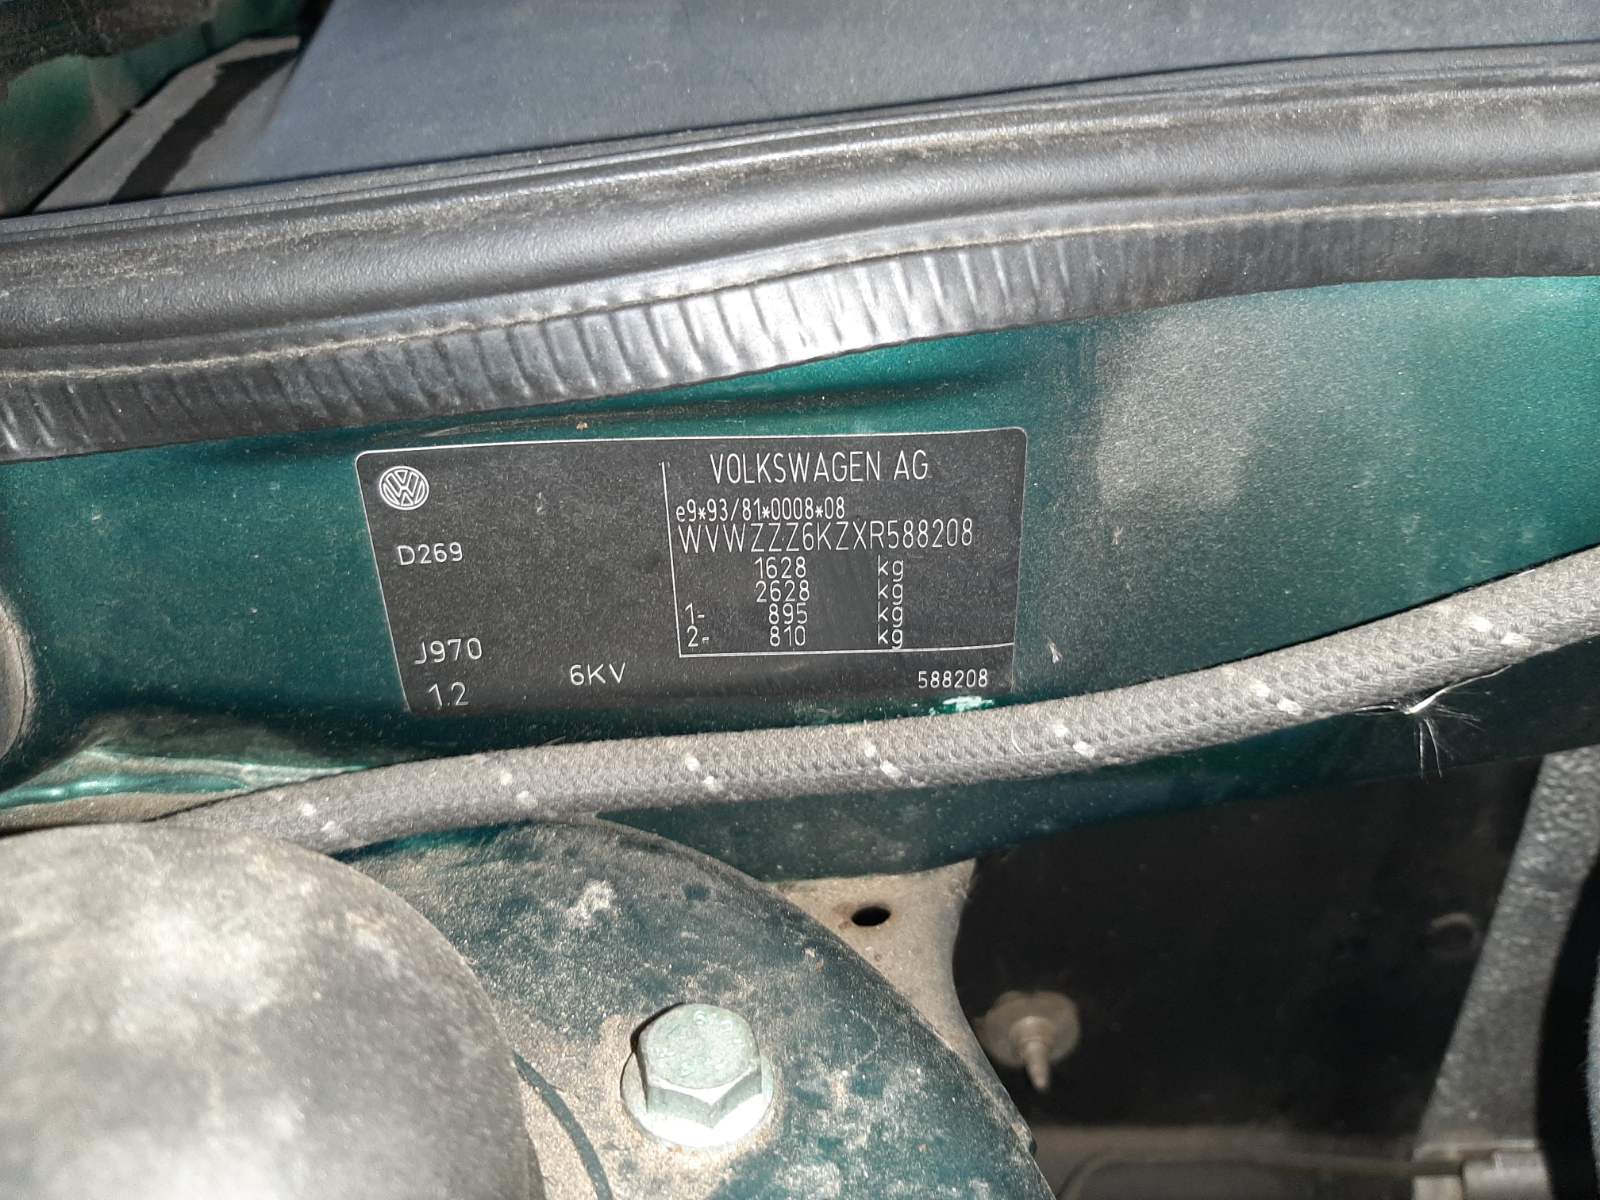 VOLKSWAGEN AG
e9*93/81*0008*08
WVWZZZ6KZXR588208
1628 kg
2628 kg
1- 895 kg
2- 810 kg
D269
J970
1.2
6KV
588208